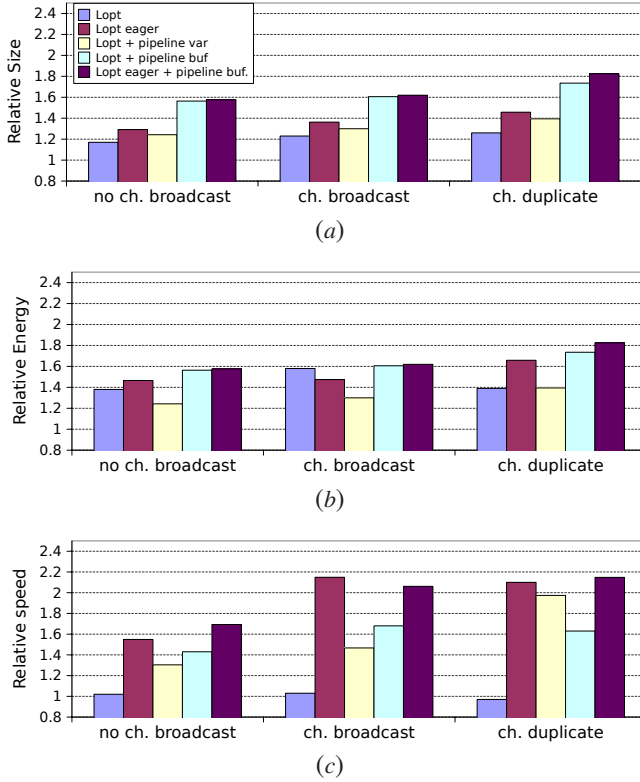 2.4
2.2
2
1.8
1.6
1.4
1.2
1
0.8
Relative Size
Lopt
Lopt eager
Lopt + pipeline var
Lopt + pipeline buf
Lopt eager + pipeline buf.
no ch. broadcast
ch. broadcast
ch. duplicate
(a)
2.4
2.2
2
1.8
1.6
1.4
1.2
1
0.8
Relative Energy
no ch. broadcast
ch. broadcast
ch. duplicate
(b)
2.4
2.2
2
1.8
1.6
1.4
1.2
1
0.8
Relative speed
no ch. broadcast
ch. broadcast
ch. duplicate
(c)